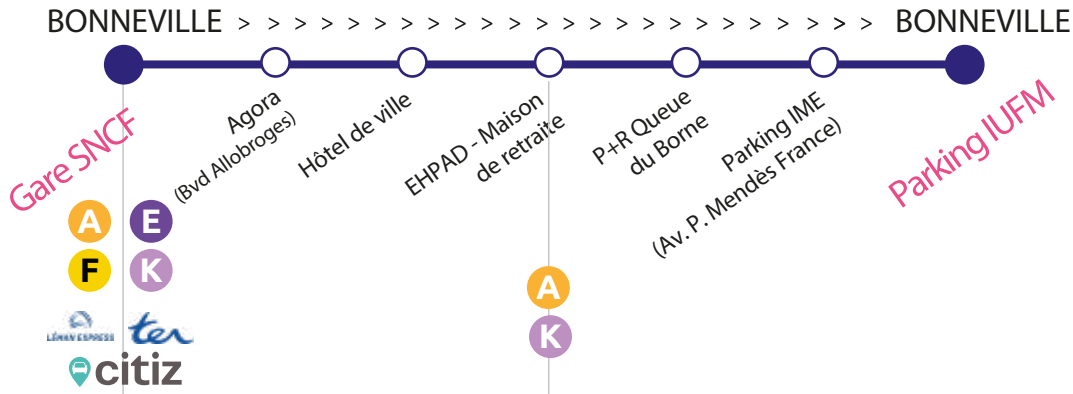 BONNEVILLE > > > > > > > > > > > > > > > > > > > > > > BONNEVILLE
Gare SNCF
Agora
(Bvd Allobroges)
Hôtel de ville
EHPAD - Maison
de retraite
P+R Queue
du Borne
Parking IME
(Av. P. Mendès France)
Parking IUFM
A E
F K
LÉMAN EXPRESS ter
citiz
A
K